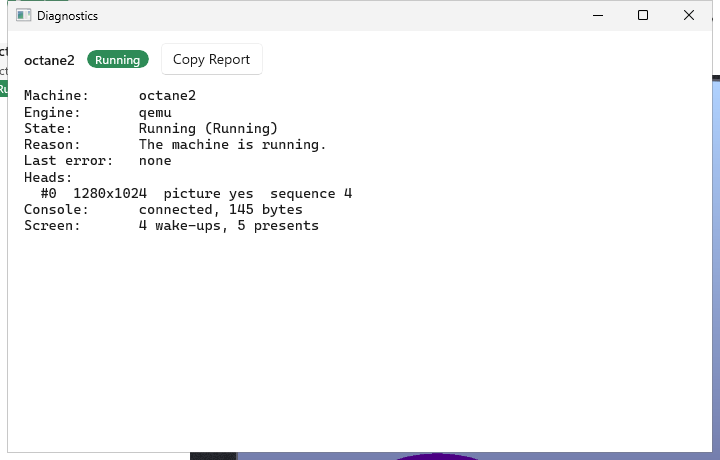 Diagnostics
octane2 Running Copy Report
Machine: octane2
Engine: qemu
State: Running (Running)
Reason: The machine is running.
Last error: none
Heads:
#0 1280x1024 picture yes sequence 4
Console: connected, 145 bytes
Screen: 4 wake-ups, 5 presents